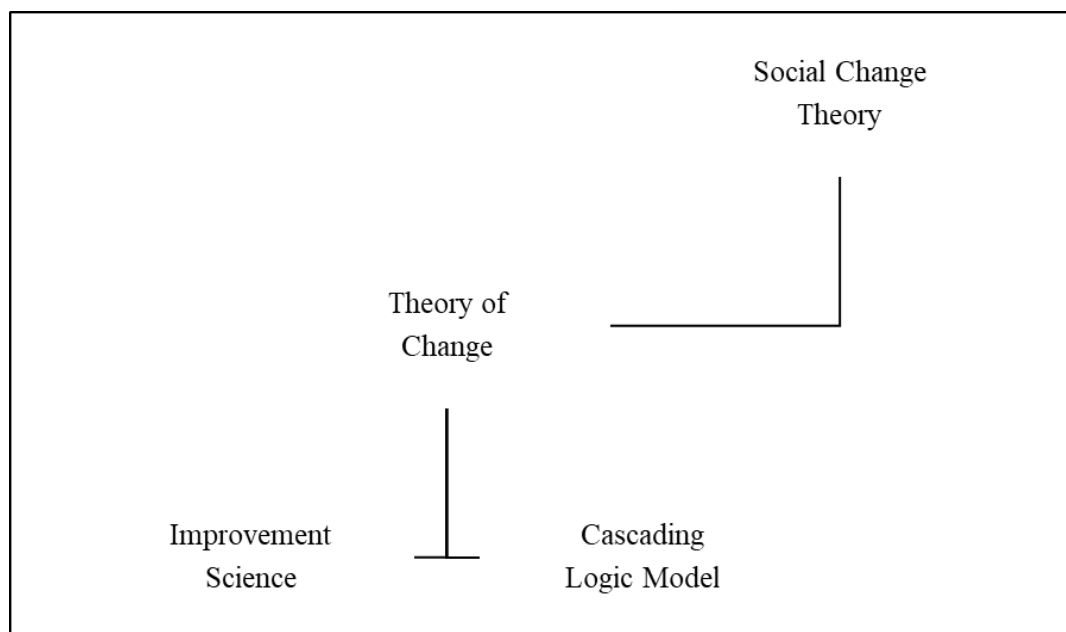 Social Change
Theory
Theory of
Change
Improvement
Science
Cascading
Logic Model